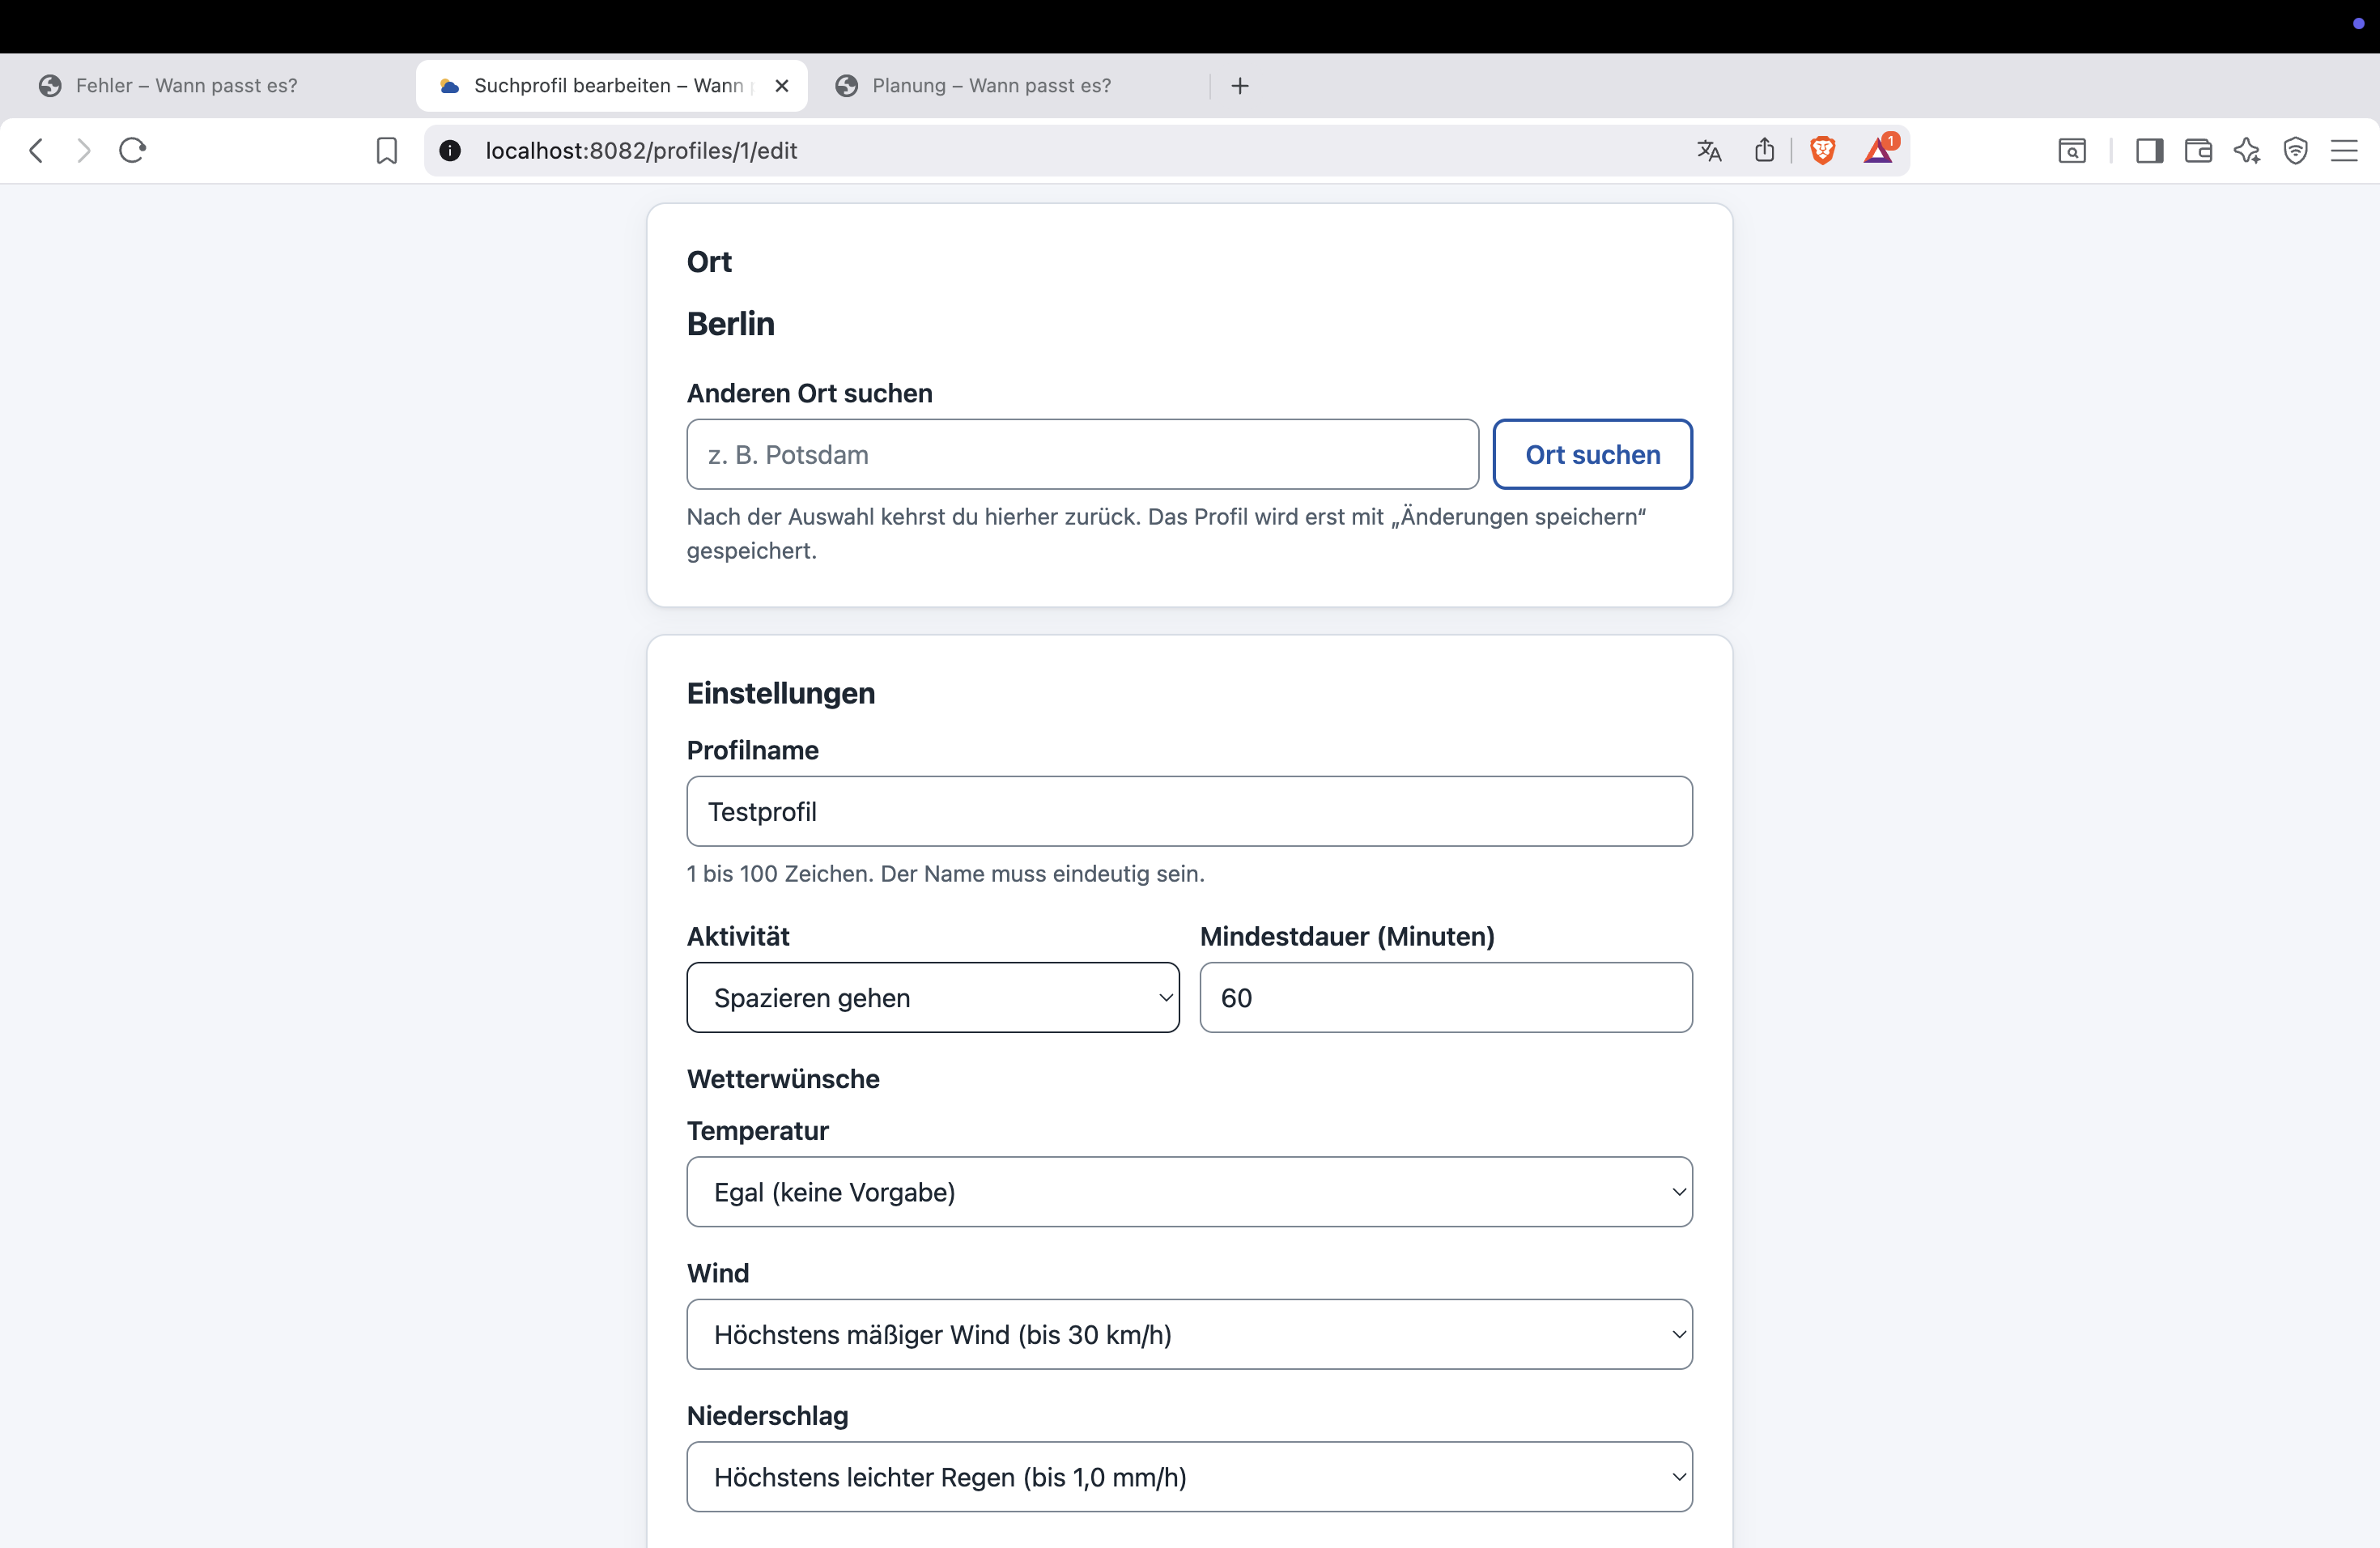 Fehler – Wann passt es?
Suchprofil bearbeiten – Wann
Planung – Wann passt es?
localhost:8082/profiles/1/edit
1
Ort
Berlin
Anderen Ort suchen
z. B. Potsdam
Ort suchen
Nach der Auswahl kehrst du hierher zurück. Das Profil wird erst mit „Änderungen speichern“
gespeichert.
Einstellungen
Profilname
Testprofil
1 bis 100 Zeichen. Der Name muss eindeutig sein.
Aktivität
Mindestdauer (Minuten)
Spazieren gehen
60
Wetterwünsche
Temperatur
Egal (keine Vorgabe)
Wind
Höchstens mäßiger Wind (bis 30 km/h)
Niederschlag
Höchstens leichter Regen (bis 1,0 mm/h)